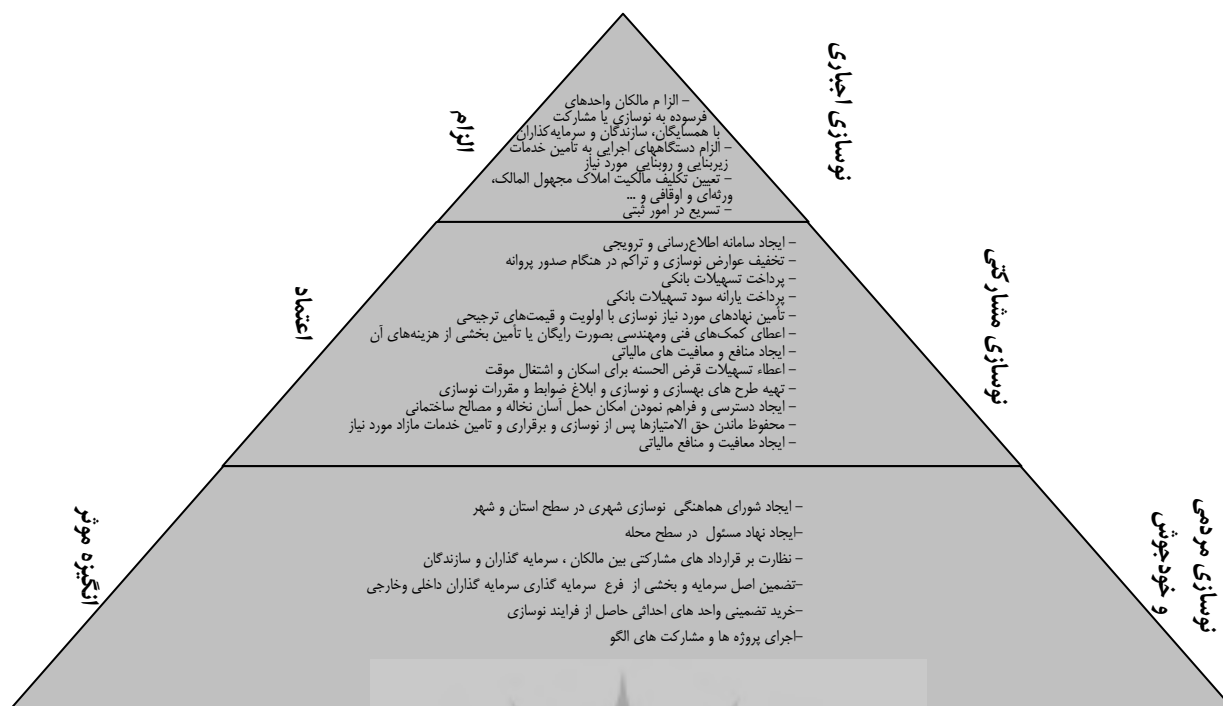 نوسازی اجباری
الزام
– الزا م مالکان واحدهای
فرسوده به نوسازی یا مشارکت
با همسایگان، سازندگان و سرمایه‌گذاران
– الزام دستگاههای اجرایی به تامین خدمات
زیربنایی و روبنایی مورد نیاز
– تعیین تکلیف مالکیت املاک مجهول المالک،
ورثه‌ای و اوقافی و ...
– تسریع در امور ثبتی
نوسازی مشارکتی
اعتماد
– ایجاد سامانه اطلاع‌رسانی و ترویجی
– تخفیف عوارض نوسازی و تراکم در هنگام صدور پروانه
– پرداخت تسهیلات بانکی
– پرداخت یارانه سود تسهیلات بانکی
– تأمین نهادهای مورد نیاز نوسازی با اولویت و قیمت‌های ترجیحی
– اعطای کمک‌های فنی ومهندسی بصورت رایگان یا تأمین بخشی از هزینه‌های آن
– ایجاد منافع و معافیت های مالیاتی
– اعطاء تسهیلات قرض الحسنه برای اسکان و اشتغال موقت
– تهیه طرح های بهسازی و نوسازی و ابلاغ ضوابط و مقررات نوسازی
– ایجاد دسترسی و فراهم نمودن امکان حمل آسان نخاله و مصالح ساختمانی
– محفوظ ماندن حق الامتیازها پس از نوسازی و برقراری و تامین خدمات مازاد مورد نیاز
– ایجاد معافیت و منافع مالیاتی
نوسازی مردمی
و خودجوش
انگیزه موثر
– ایجاد شورای هماهنگی نوسازی شهری در سطح استان و شهر
–ایجاد نهاد مسئول در سطح محله
– نظارت بر قرارداد های مشارکتی بین مالکان ، سرمایه گذاران و سازندگان
–تضمین اصل سرمایه و بخشی از فرع سرمایه گذاری سرمایه گذاران داخلی وخارجی
– خرید تضمینی واحد های احداثی حاصل از فرایند نوسازی
–اجرای پروژه ها و مشارکت های الگو